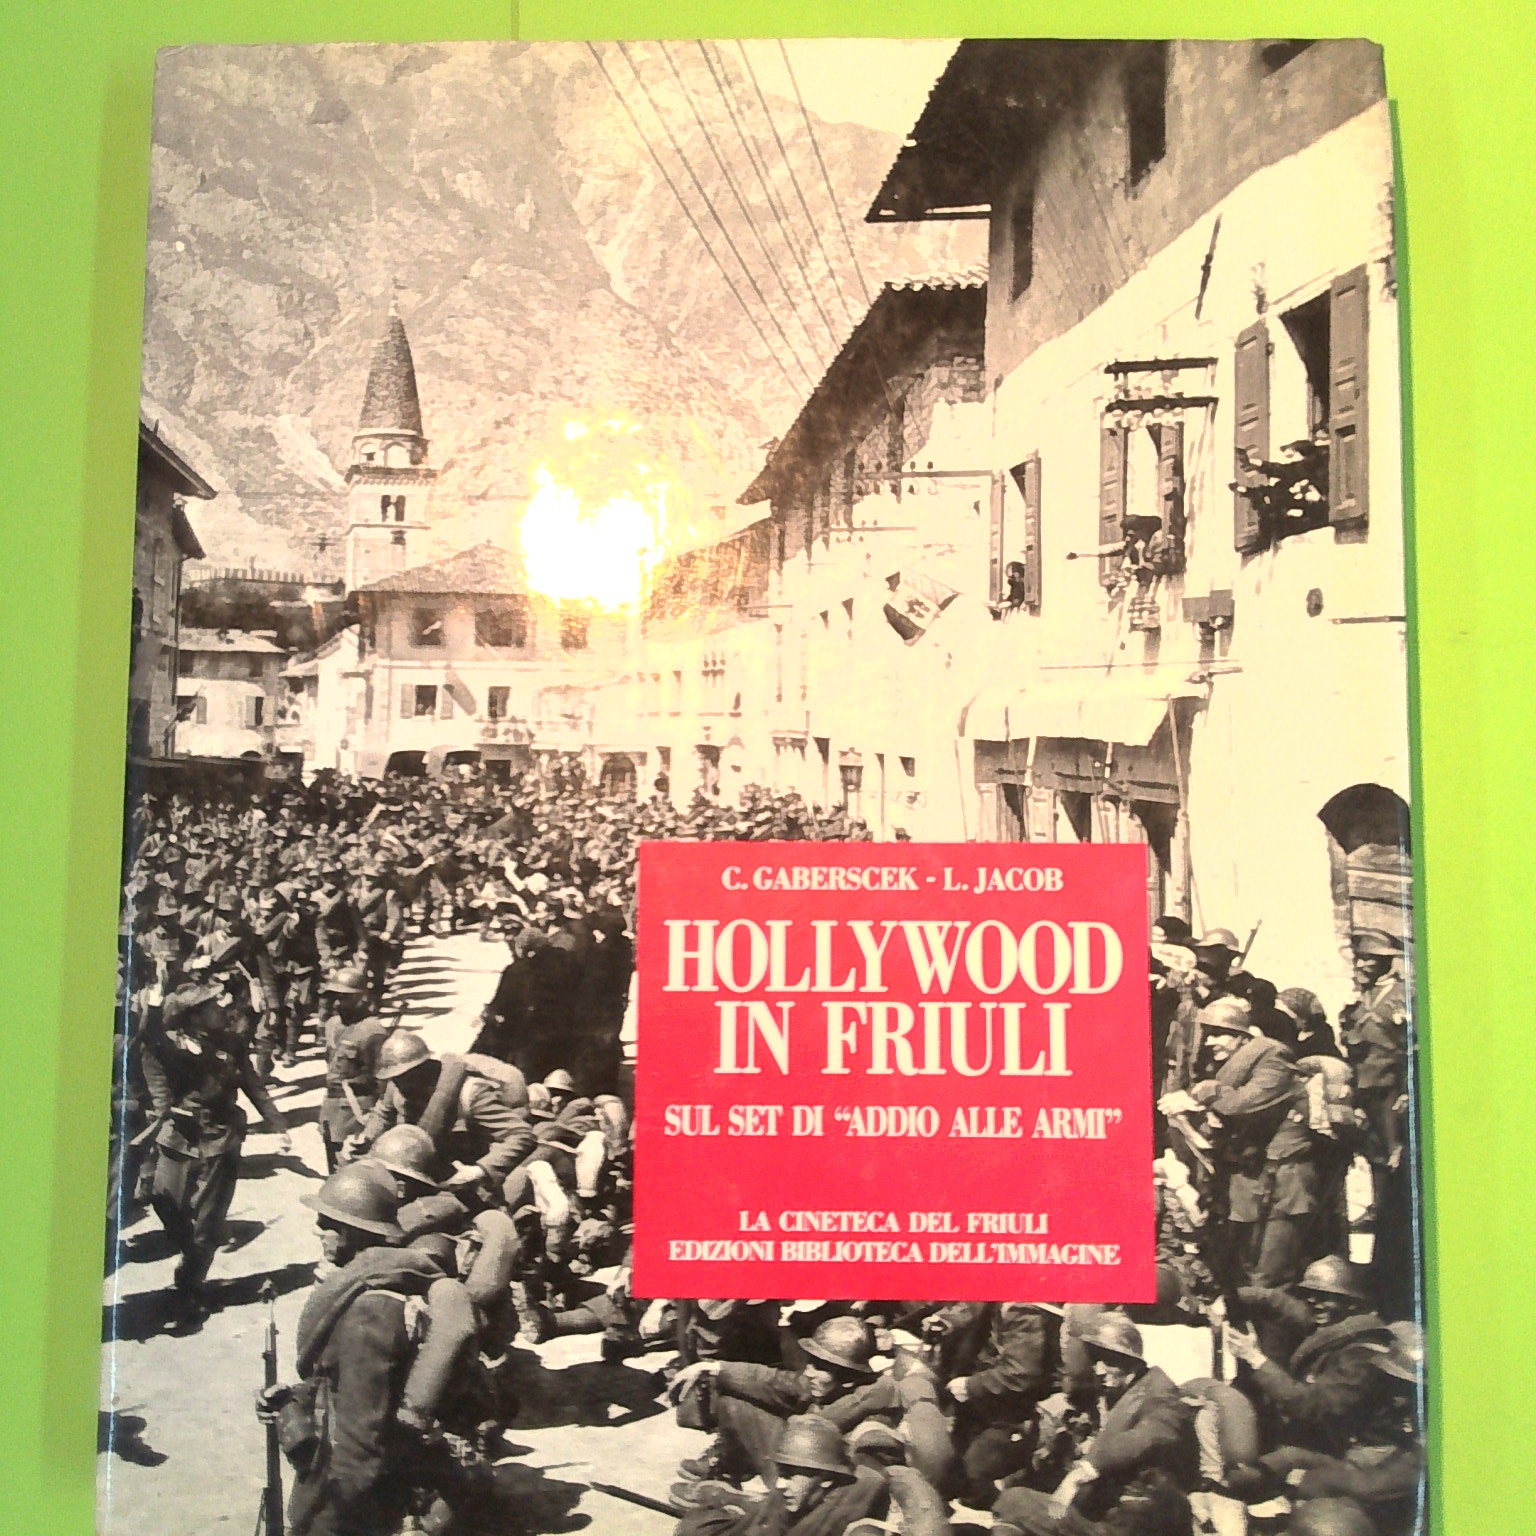 C. GABERSCEK - L. JACOB
HOLLYWOOD
IN FRIULI
SUL SET DI “ADDIO ALLE ARMI”
LA CINETECA DEL FRIULI
EDIZIONI BIBLIOTECA DELL'IMMAGINE